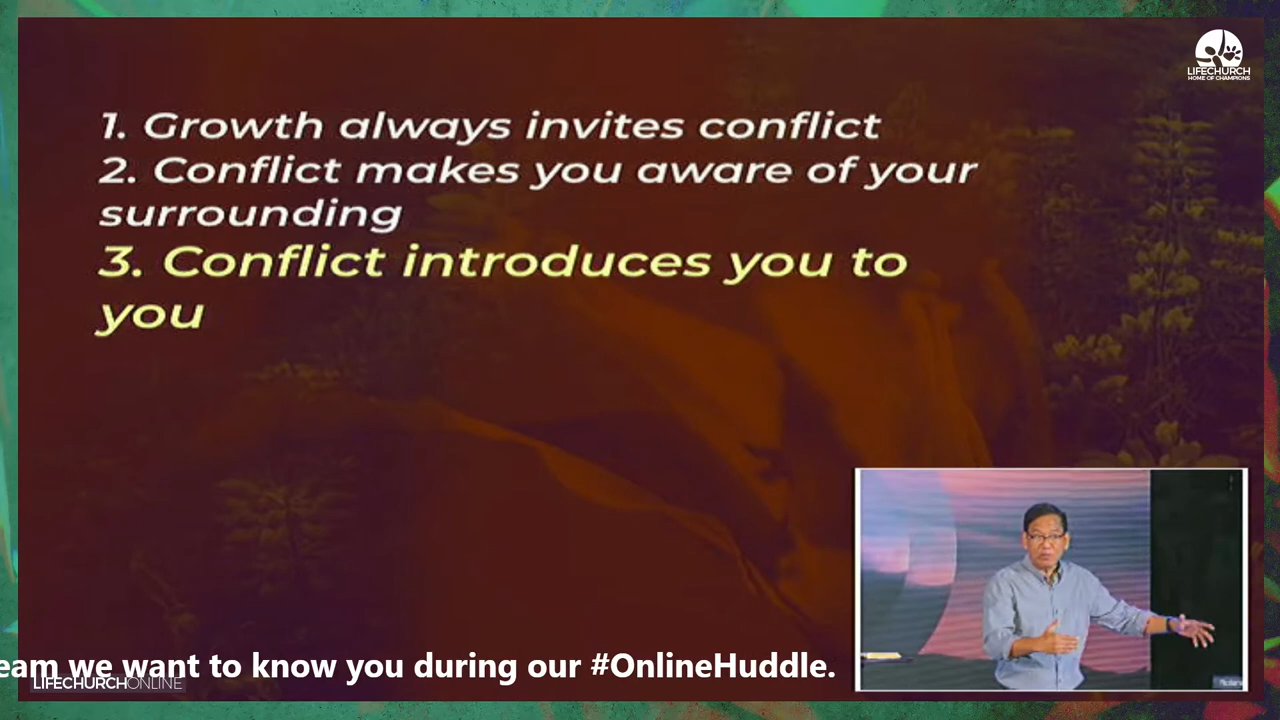 LIFECHURCH
HOME OF CHAMPIONS
1. Growth always invites conflict
2. Conflict makes you aware of your
surrounding
3. Conflict introduces you to
you
eam we want to know you during our #OnlineHuddle.
LIFECHURCHONLINE